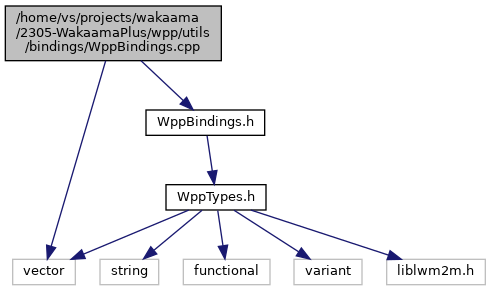 /home/vs/projects/wakaama
/2305-WakaamaPlus/wpp/utils
/bindings/WppBindings.cpp
WppBindings.h
WppTypes.h
vector
string
functional
variant
liblwm2m.h